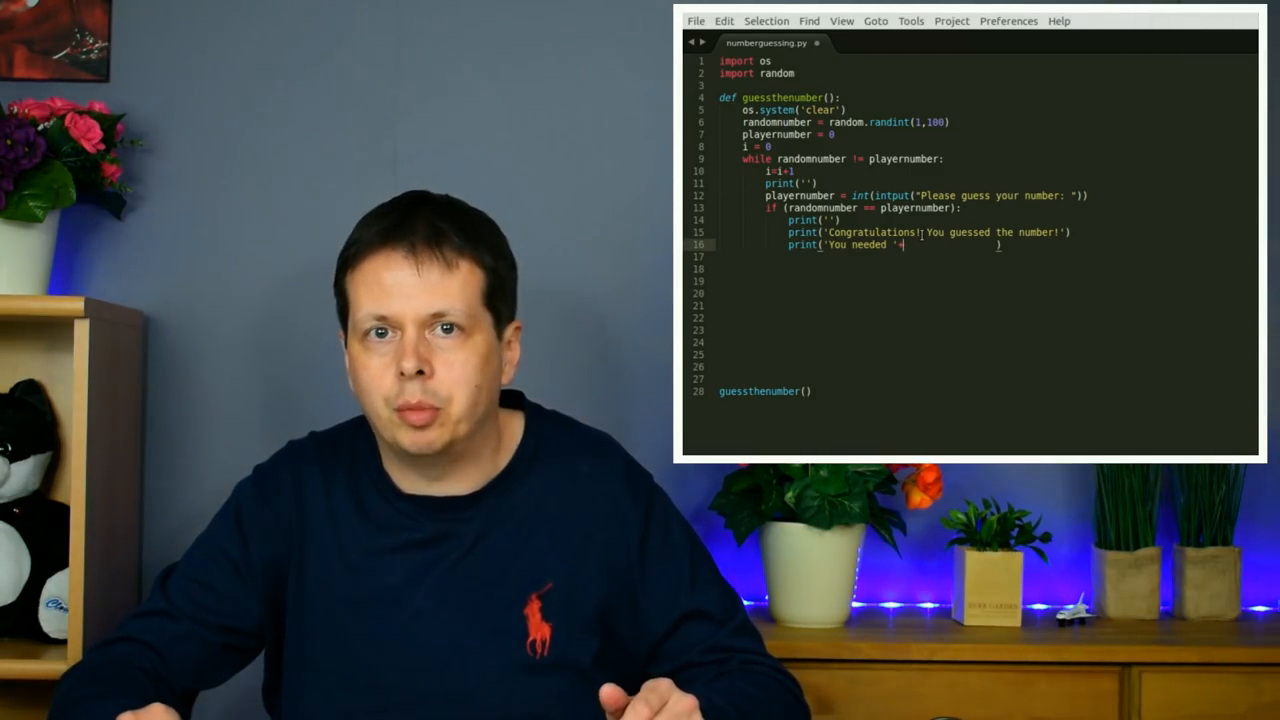 File Edit Selection Find View Goto Tools Project Preferences Help
numberguessing.py
1 import os
2 import random
3
4 def guessthenumber():
5 os.system('clear')
6 randomnumber = random.randint(1,100)
7 playernumber = 0
8 i = 0
9 while randomnumber != playernumber:
10 i=i+1
11 print('')
12 playernumber = int(intput("Please guess your number: "))
13 if (randomnumber == playernumber):
14 print('')
15 print('Congratulations! You guessed the number!')
16 print('You needed '+ )
17
18
19
20
21
22
23
24
25
26
27
28 guessthenumber()
HERB GARDEN